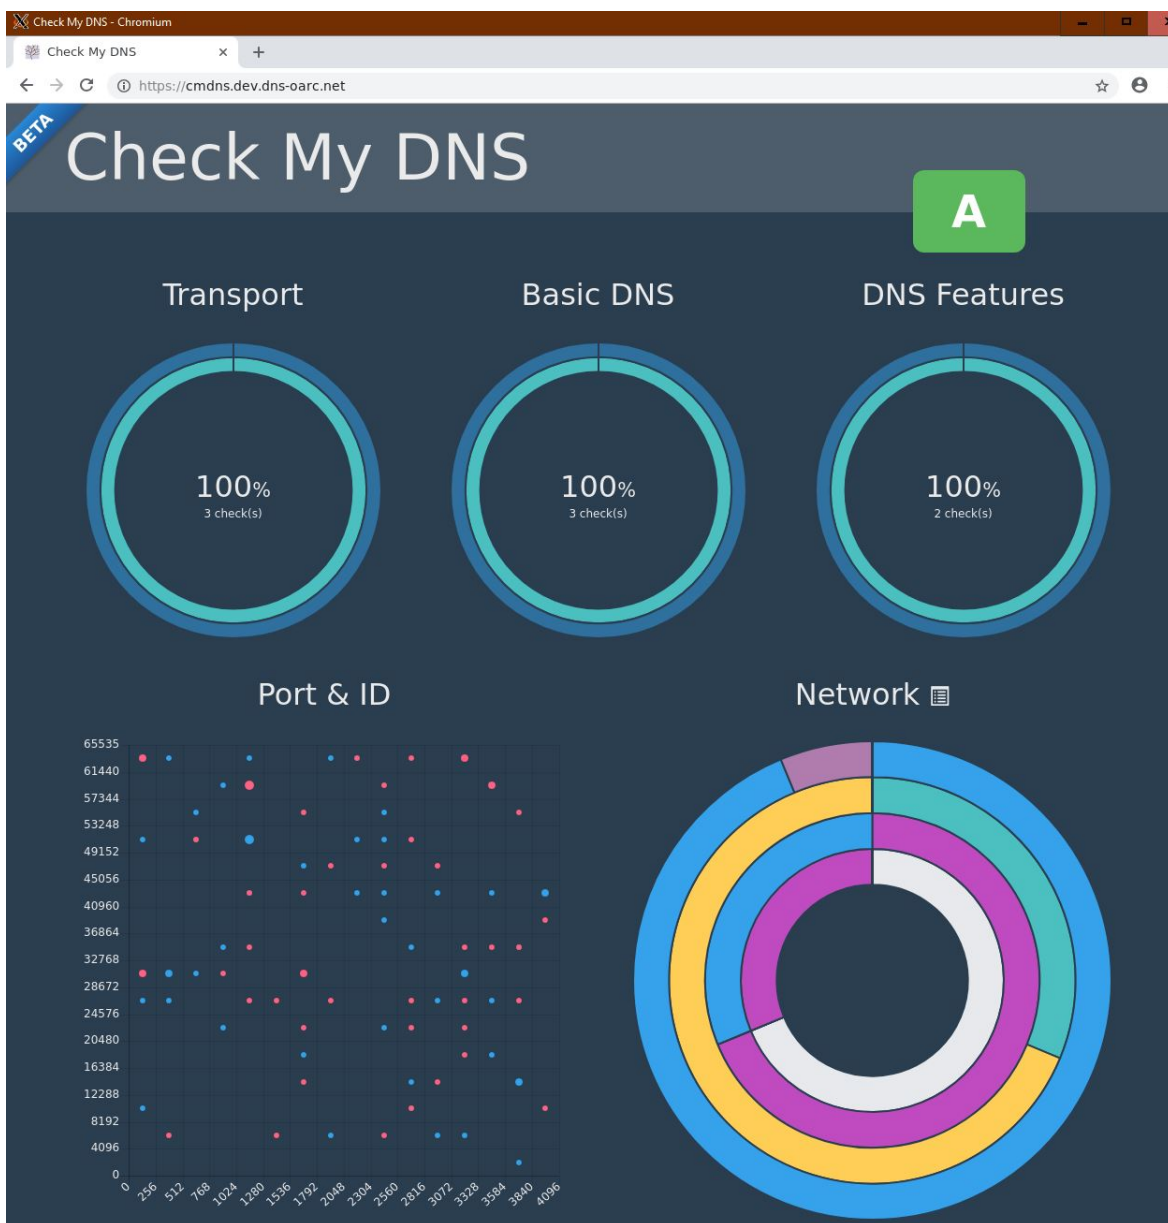 Check My DNS - Chromium
Check My DNS
https://cmdns.dev.dns-oarc.net
BETA
Check My DNS
A
Transport
Basic DNS
DNS Features
100%
3 check(s)
100%
3 check(s)
100%
2 check(s)
Port & ID
65535
61440
57344
53248
49152
45056
40960
36864
32768
28672
24576
20480
16384
12288
8192
4096
0
0 256 512 768 1024 1280 1536 1792 2048 2304 2560 2816 3072 3328 3584 3840 4096
Network